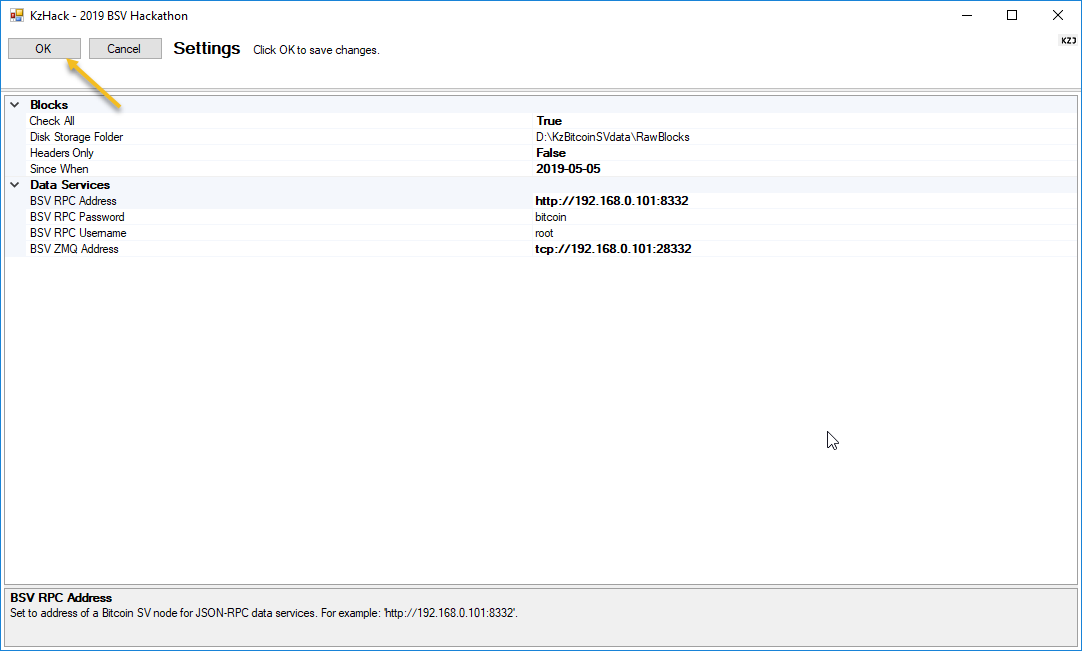 KzHack - 2019 BSV Hackathon
OK Cancel Settings Click OK to save changes. KZJ
Blocks
Check All True
Disk Storage Folder D:\KzBitcoinSVdata\RawBlocks
Headers Only False
Since When 2019-05-05
Data Services
BSV RPC Address http://192.168.0.101:8332
BSV RPC Password bitcoin
BSV RPC Username root
BSV ZMQ Address tcp://192.168.0.101:28332
BSV RPC Address
Set to address of a Bitcoin SV node for JSON-RPC data services. For example: 'http://192.168.0.101:8332'.